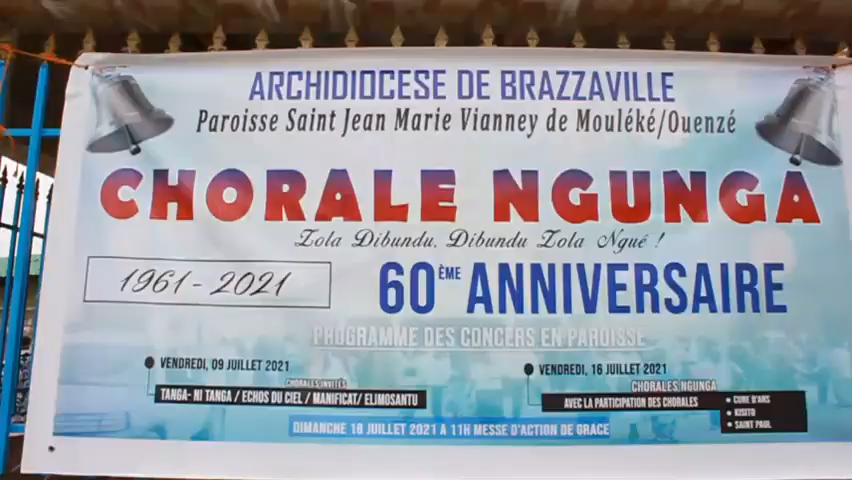 ARCHIDIOCESE DE BRAZZAVILLE
Paroisse Saint Jean Marie Vianney de Mouléké/Ouenzé
CHORALE NGUNGA
Zola Dibundu, Dibundu Zola Ngué !
1961 - 2021
60ÈME ANNIVERSAIRE
PROGRAMME DES CONCERS EN PAROISSE
VENDREDI, 09 JUILLET 2021
CHORALES INVITÉS
TANGA- NI TANGA / ECHOS DU CIEL / MANIFICAT/ ELIMOSANTU
VENDREDI, 16 JUILLET 2021
CHORALES NGUNGA
AVEC LA PARTICIPATION DES CHORALES
• CURE D'ARS
• KISITO
• SAINT PAUL
DIMANCHE 18 JUILLET 2021 A 11H MESSE D'ACTION DE GRÂCE